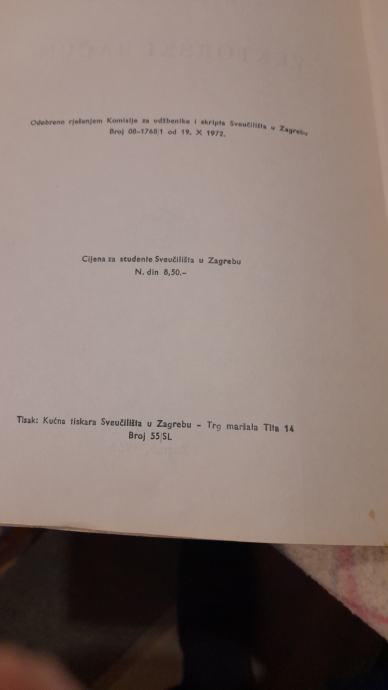 Odobreno rješenjem Komisije za udžbenike i skripta Sveučilišta u Zagrebu
Broj 08-1768/1 od 19. X 1972.
Cijena za studente Sveučilišta u Zagrebu
N. din 8,50.–
Tisak: Kućna tiskara Sveučilišta u Zagrebu – Trg maršala Tita 14
Broj 55/SL